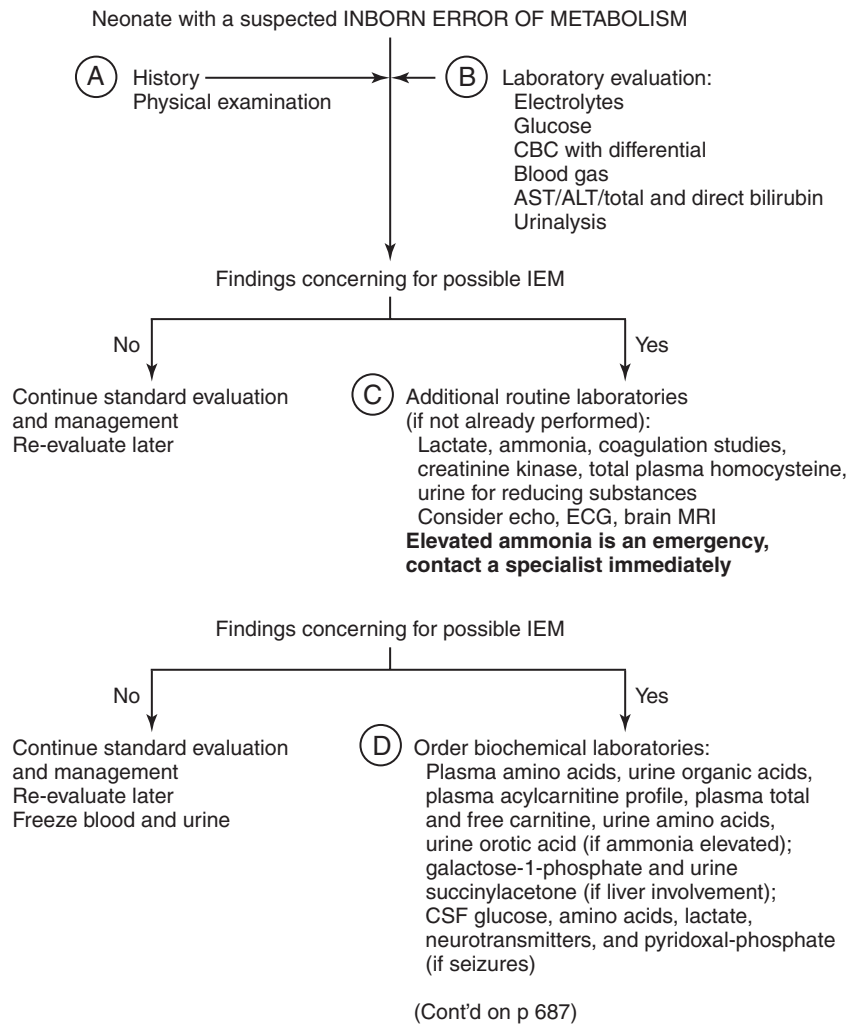 Neonate with a suspected INBORN ERROR OF METABOLISM
A
History
Physical examination
B
Laboratory evaluation:
Electrolytes
Glucose
CBC with differential
Blood gas
AST/ALT/total and direct bilirubin
Urinalysis
Findings concerning for possible IEM
No
Yes
Continue standard evaluation
and management
Re-evaluate later
C
Additional routine laboratories
(if not already performed):
Lactate, ammonia, coagulation studies,
creatinine kinase, total plasma homocysteine,
urine for reducing substances
Consider echo, ECG, brain MRI
Elevated ammonia is an emergency,
contact a specialist immediately
Findings concerning for possible IEM
No
Yes
Continue standard evaluation
and management
Re-evaluate later
Freeze blood and urine
D
Order biochemical laboratories:
Plasma amino acids, urine organic acids,
plasma acylcarnitine profile, plasma total
and free carnitine, urine amino acids,
urine orotic acid (if ammonia elevated);
galactose-1-phosphate and urine
succinylacetone (if liver involvement);
CSF glucose, amino acids, lactate,
neurotransmitters, and pyridoxal-phosphate
(if seizures)
(Cont'd on p 687)